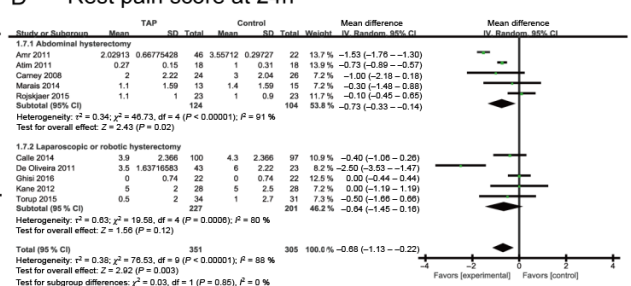 D Rest pain score at 24 h
TAP Control Mean difference Mean difference
Study or Subgroup Mean SD Total Mean SD Total Weight IV, Random, 95% CI IV, Random, 95% CI
1.7.1 Abdominal hysterectomy
Amr 2011 2.02913 0.66775428 46 3.55712 0.29727 22 13.7 % −1.53 (−1.76 − −1.30)
Atim 2011 0.27 0.15 18 1 0.31 18 14.0 % −0.73 (−0.89 − −0.57)
Carney 2008 2 2.22 24 3 2.04 26 7.7 % −1.00 (−2.18 − 0.18)
Marais 2014 1.1 1.59 13 1.4 1.59 15 7.7 % −0.30 (−1.48 − 0.88)
Rojskjaer 2015 1.1 1 23 1 0.9 23 11.7 % −0.10 (−0.45 − 0.65)
Subtotal (95% CI) 124 104 53.8 % −0.73 (−0.33 − 0.14)
Heterogeneity: τ² = 0.34; χ² = 46.73, df = 4 (P < 0.00001); I² = 91 %
Test for overall effect: Z = 2.43 (P = 0.02)
1.7.2 Laparoscopic or robotic hysterectomy
Calle 2014 3.9 2.366 100 4.3 2.366 97 10.9 % −0.40 (−1.06 − 0.26)
De Oliveira 2011 3.5 1.63716583 43 6 2.22 23 −2.50 (−3.53 − −1.47)
Ghisi 2016 0 0.74 22 0 0.74 22 0.00 (−0.44 − 0.44)
Kane 2012 5 2 28 5 2.5 28 0.00 (−1.19 − 1.19)
Torup 2015 0.5 2 34 1 2.7 31 −0.50 (−1.66 − 0.66)
Subtotal (95 % CI) 227 201 46.2 % −0.64 (−1.45 − 0.16)
Heterogeneity: τ² = 0.63; χ² = 19.58, df = 4 (P = 0.0006); I² = 80 %
Test for overall effect: Z = 1.56 (P = 0.12)
Total (95 % CI) 351 305 100.0 % −0.68 (−1.13 − −0.22)
Heterogeneity: τ² = 0.38; χ² = 76.53, df = 9 (P < 0.00001); I² = 88 %
−4 −2 0 2 4
Test for overall effect: Z = 2.92 (P = 0.003)
Favors [experimental] Favors [control]
Test for subgroup differences: χ² = 0.03, df = 1 (P = 0.85), I² = 0 %